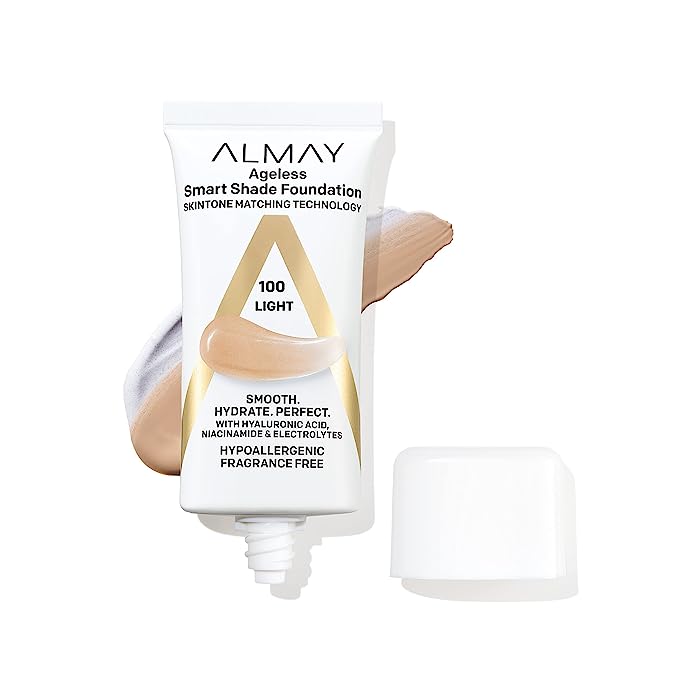 ALMAY
Ageless
Smart Shade Foundation
SKINTONE MATCHING TECHNOLOGY
100
LIGHT
SMOOTH.
HYDRATE. PERFECT.
WITH HYALURONIC ACID,
NIACINAMIDE & ELECTROLYTES
HYPOALLERGENIC
FRAGRANCE FREE